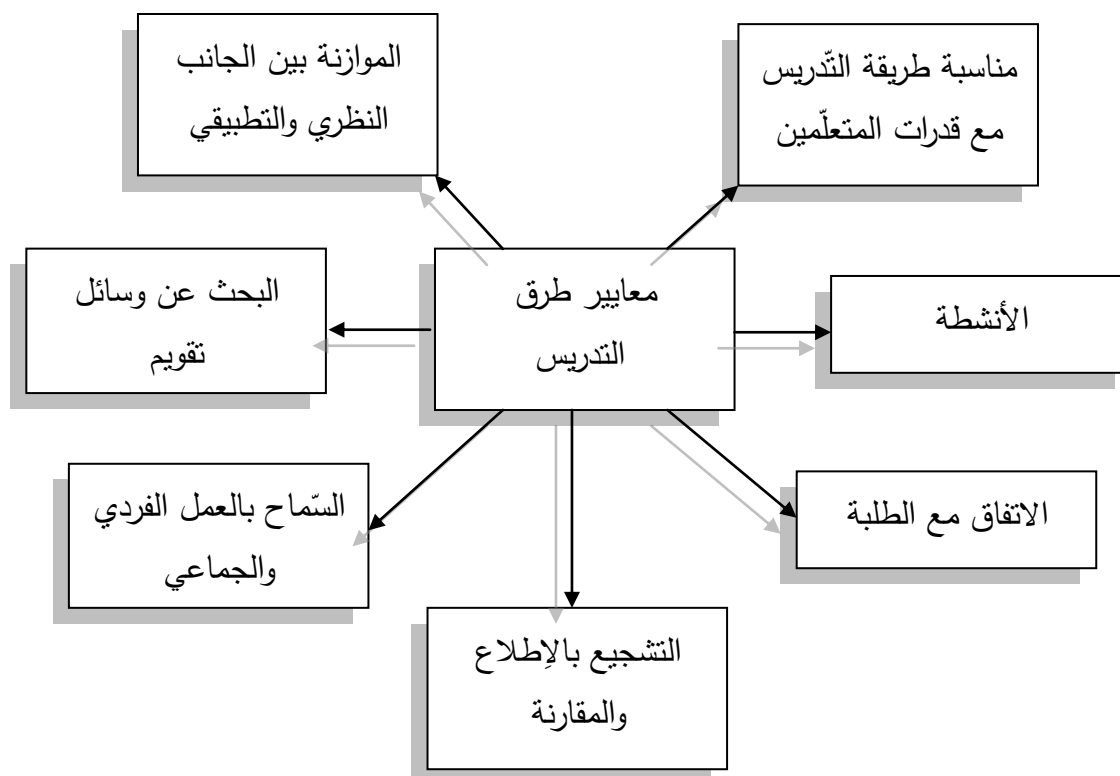 مناسبة طريقة التّدريس
مع قدرات المتعلّمين
الموازنة بين الجانب
النظري والتطبيقي
معايير طرق
التدريس
الأنشطة
البحث عن وسائل
تقويم
الاتفاق مع الطلبة
السّماح بالعمل الفردي
والجماعي
التشجيع بالإطلاع
والمقارنة